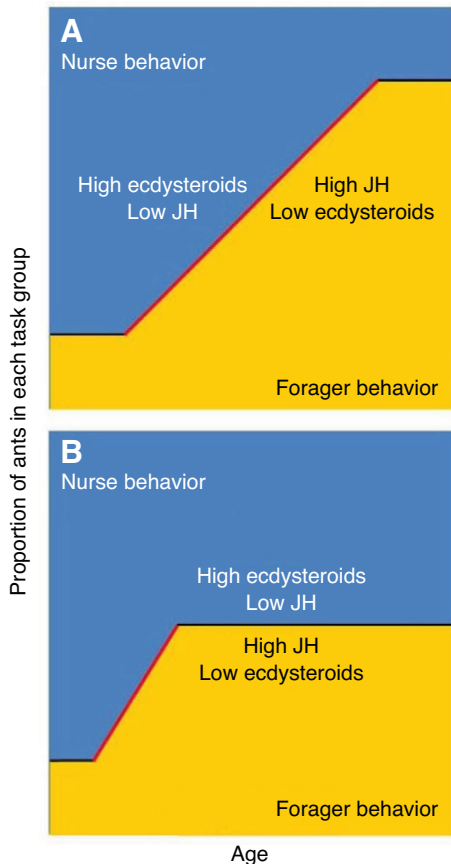 A
Nurse behavior
High ecdysteroids
Low JH
High JH
Low ecdysteroids
Forager behavior
Proportion of ants in each task group
B
Nurse behavior
High ecdysteroids
Low JH
High JH
Low ecdysteroids
Forager behavior
Age